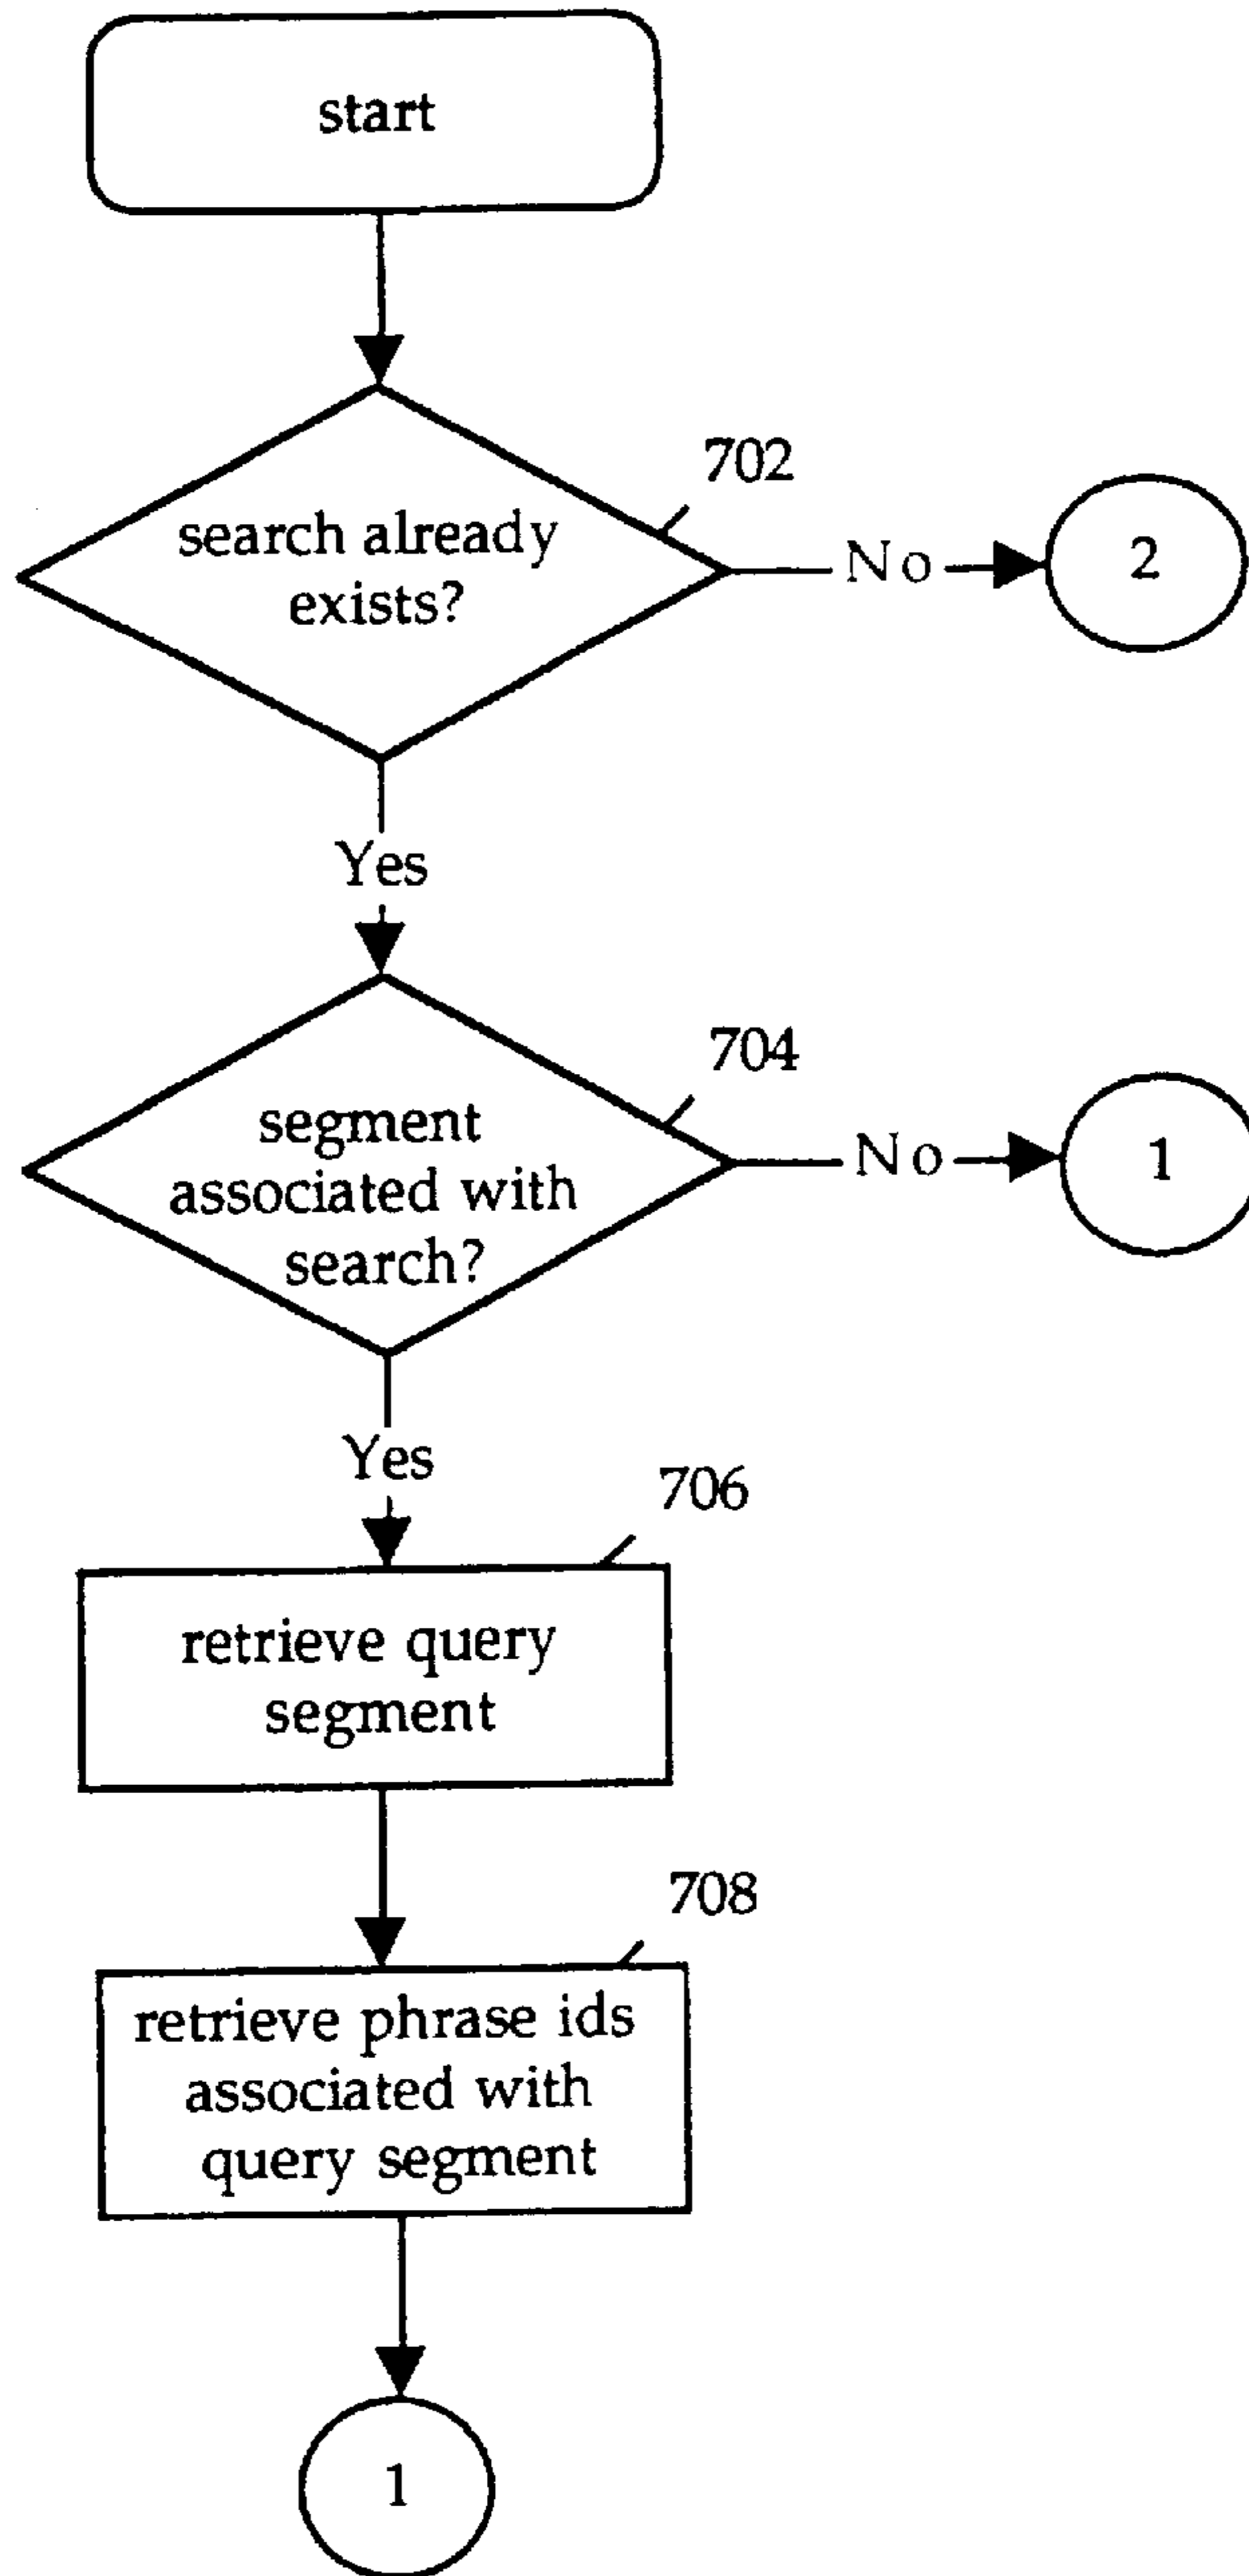 start
702
search already
exists?
No
2
Yes
704
segment
associated with
search?
No
1
Yes
706
retrieve query
segment
708
retrieve phrase ids
associated with
query segment
1